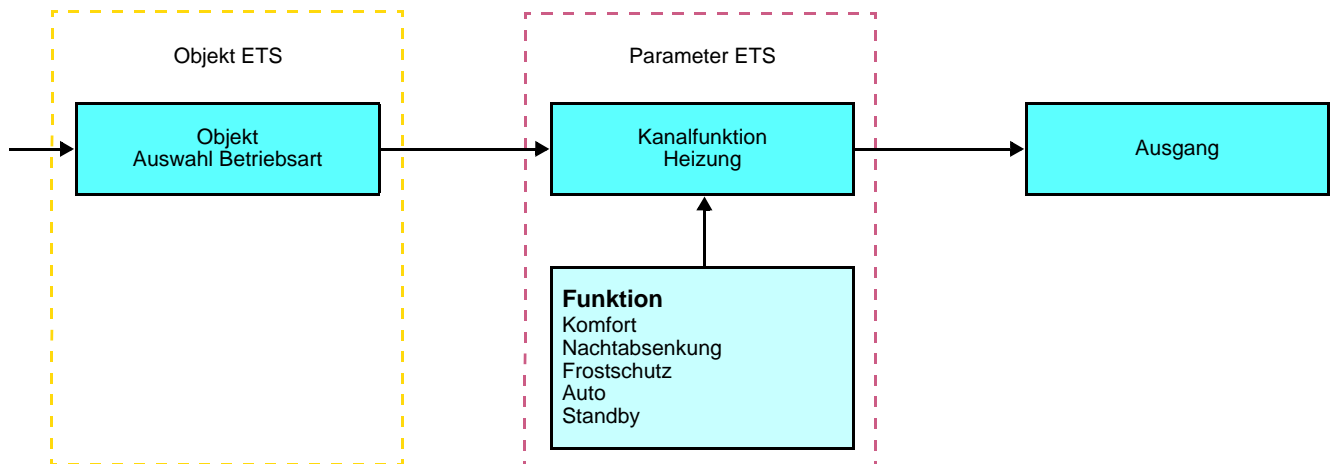 Objekt ETS
Parameter ETS
Objekt
Auswahl Betriebsart
Kanalfunktion
Heizung
Ausgang
Funktion
Komfort
Nachtabsenkung
Frostschutz
Auto
Standby